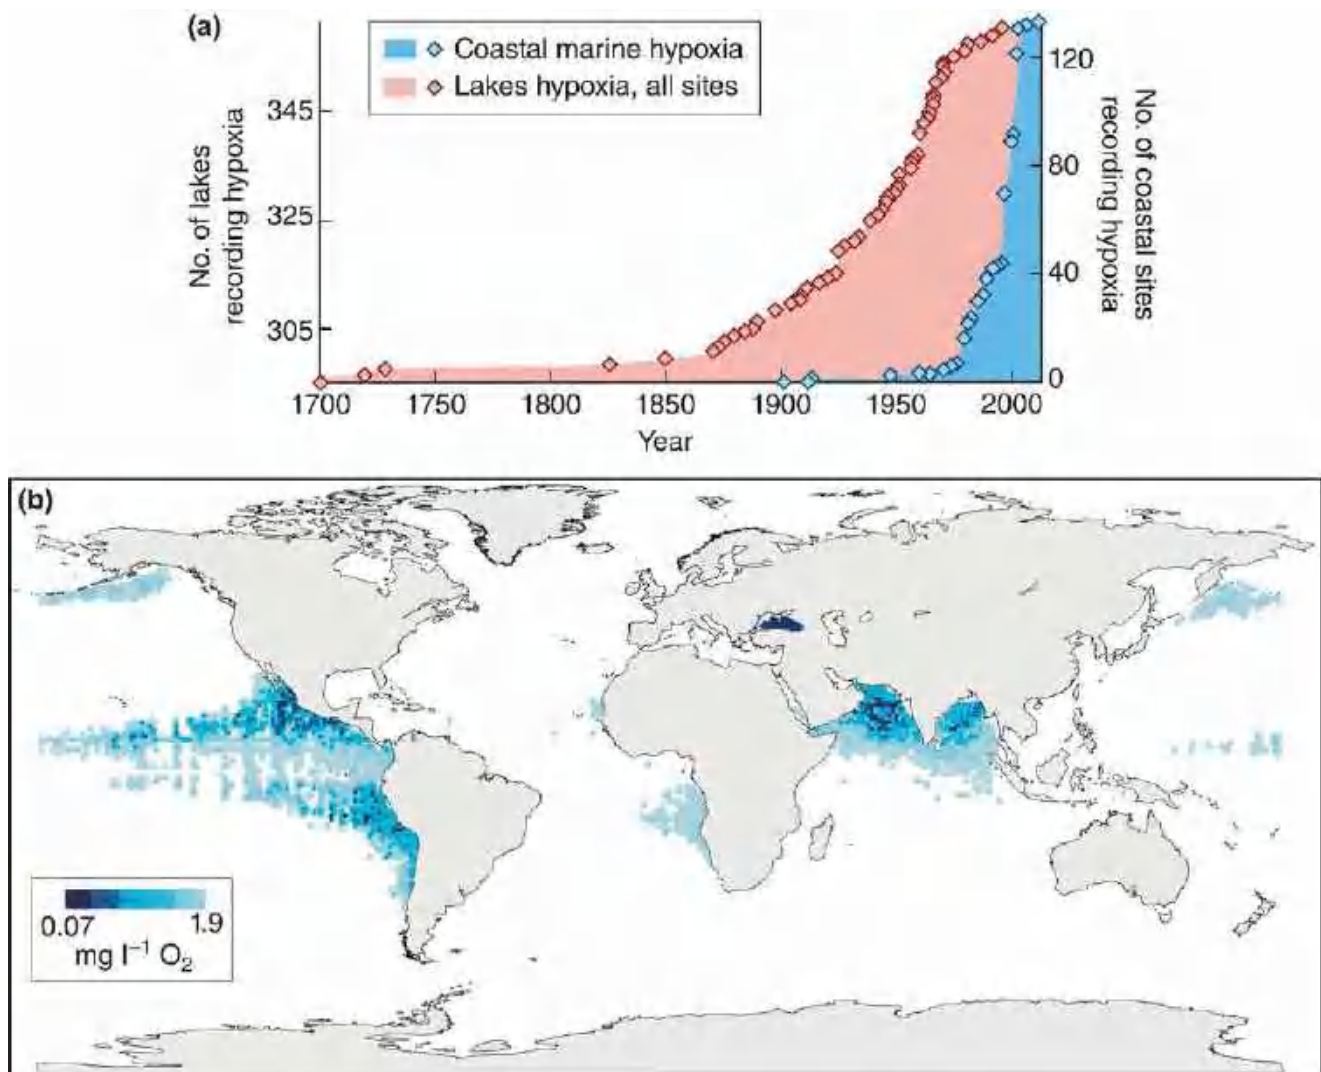 (a)
Coastal marine hypoxia
Lakes hypoxia, all sites
No. of lakes
recording hypoxia
345
325
305
120
80
40
0
No. of coastal sites
recording hypoxia
1700 1750 1800 1850 1900 1950 2000
Year
(b)
0.07 1.9
mg l⁻¹ O₂